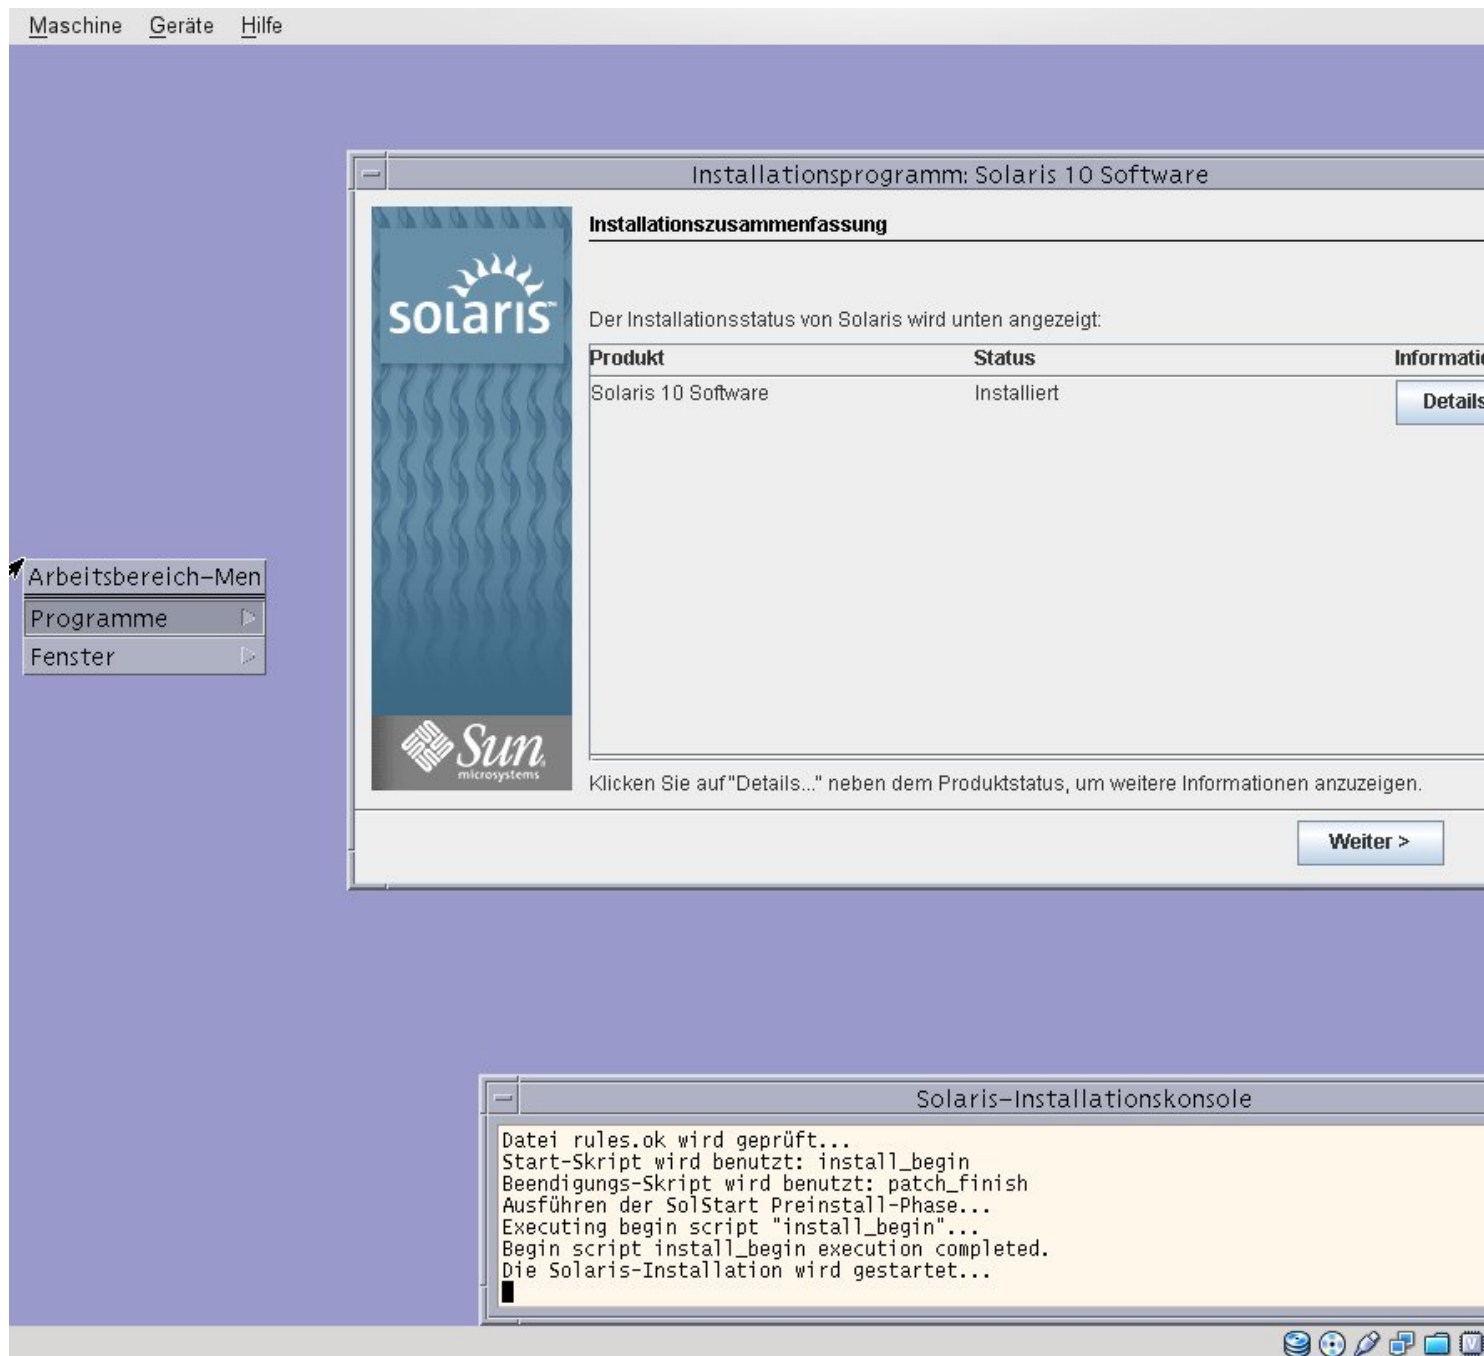 Maschine Geräte Hilfe
Installationsprogramm: Solaris 10 Software
solaris™
Sun
microsystems
Installationszusammenfassung
Der Installationsstatus von Solaris wird unten angezeigt:
Produkt Status Informati
Solaris 10 Software Installiert Details
Klicken Sie auf "Details..." neben dem Produktstatus, um weitere Informationen anzuzeigen.
Weiter >
Arbeitsbereich-Men
Programme
Fenster
Solaris-Installationskonsole
Datei rules.ok wird geprüft...
Start-Skript wird benutzt: install_begin
Beendigungs-Skript wird benutzt: patch_finish
Ausführen der SolStart Preinstall-Phase...
Executing begin script "install_begin"...
Begin script install_begin execution completed.
Die Solaris-Installation wird gestartet...